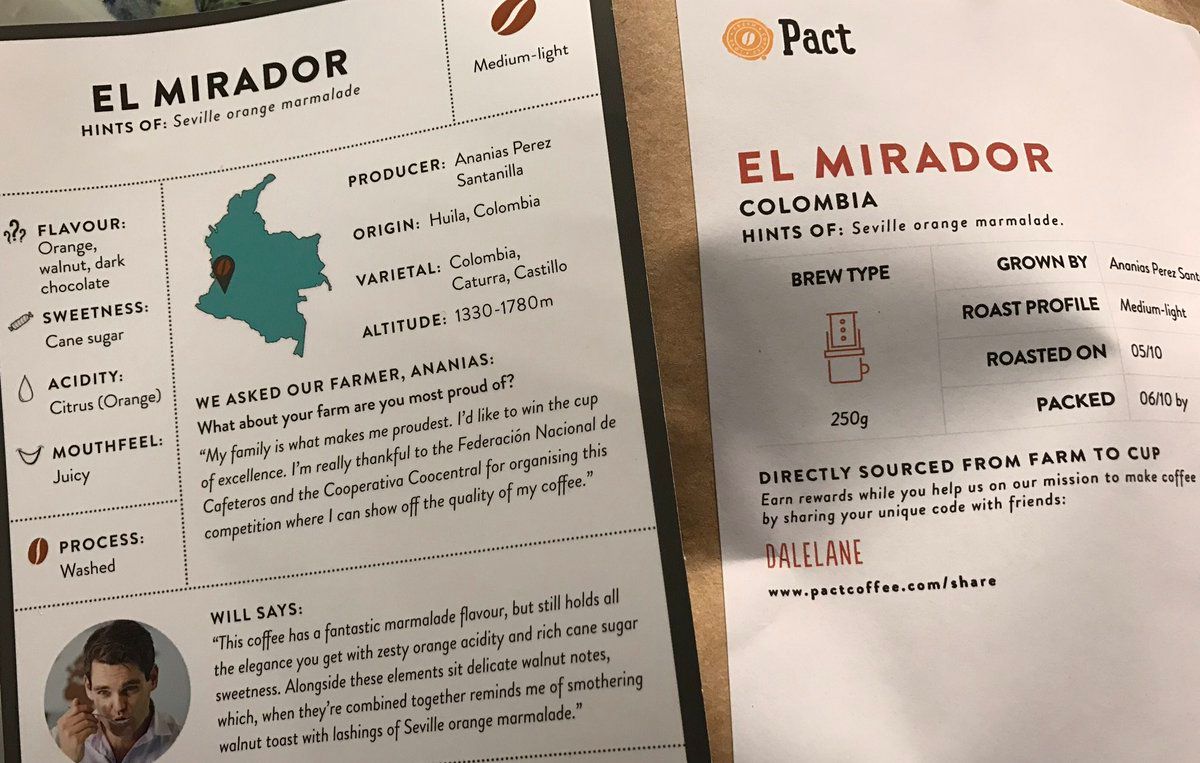 EL MIRADOR
HINTS OF: Seville orange marmalade
Medium-light
FLAVOUR:
Orange,
walnut, dark
chocolate
SWEETNESS:
Cane sugar
ACIDITY:
Citrus (Orange)
MOUTHFEEL:
Juicy
PROCESS:
Washed
PRODUCER: Ananias Perez
Santanilla
ORIGIN: Huila, Colombia
VARIETAL: Colombia,
Caturra, Castillo
ALTITUDE: 1330-1780m
WE ASKED OUR FARMER, ANANIAS:
What about your farm are you most proud of?
“My family is what makes me proudest. I’d like to win the cup
of excellence. I’m really thankful to the Federación Nacional de
Cafeteros and the Cooperativa Coocentral for organising this
competition where I can show off the quality of my coffee.”
WILL SAYS:
“This coffee has a fantastic marmalade flavour, but still holds all
the elegance you get with zesty orange acidity and rich cane sugar
sweetness. Alongside these elements sit delicate walnut notes,
which, when they’re combined together reminds me of smothering
walnut toast with lashings of Seville orange marmalade.”
Pact
EL MIRADOR
COLOMBIA
HINTS OF: Seville orange marmalade.
BREW TYPE
250g
GROWN BY Ananias Perez Sant
ROAST PROFILE Medium-light
ROASTED ON 05/10
PACKED 06/10 by
DIRECTLY SOURCED FROM FARM TO CUP
Earn rewards while you help us on our mission to make coffee
by sharing your unique code with friends:
DALELANE
www.pactcoffee.com/share